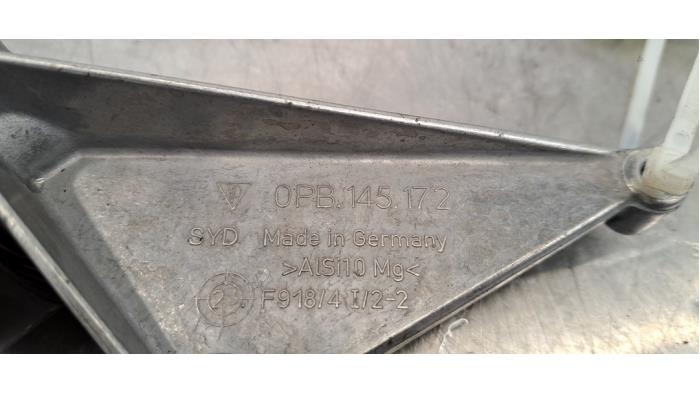 0PB.145.172
SYD Made in Germany
>AlSi10 Mg<
2 F918/4 I/2-2